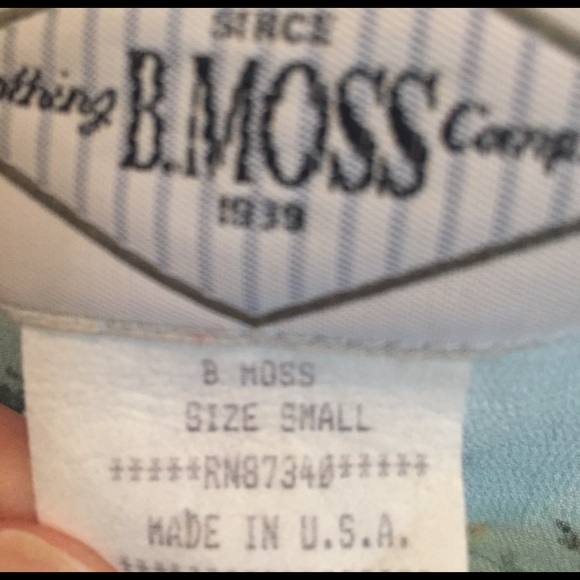 SINCE
othing B.MOSS Comp
1939
B MOSS
SIZE SMALL
*****RN87340*****
MADE IN U.S.A.
******************